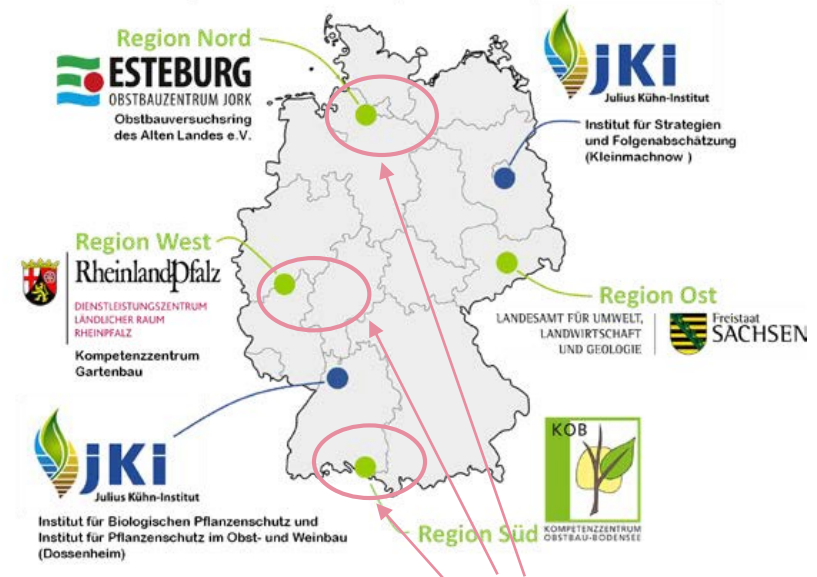 Region Nord
ESTEBURG
OBSTBAUZENTRUM JORK
Obstbauversuchsring
des Alten Landes e.V.
JKi
Julius Kühn-Institut
Institut für Strategien
und Folgenabschätzung
(Kleinmachnow )
Region West
RheinlandPfalz
DIENSTLEISTUNGSZENTRUM
LÄNDLICHER RAUM
RHEINPFALZ
Kompetenzzentrum
Gartenbau
Region Ost
LANDESAMT FÜR UMWELT,
LANDWIRTSCHAFT
UND GEOLOGIE
Freistaat
SACHSEN
JKi
Julius Kühn-Institut
Institut für Biologischen Pflanzenschutz und
Institut für Pflanzenschutz im Obst- und Weinbau
(Dossenheim)
Region Süd
KOB
KOMPETENZZENTRUM
OBSTBAU-BODENSEE